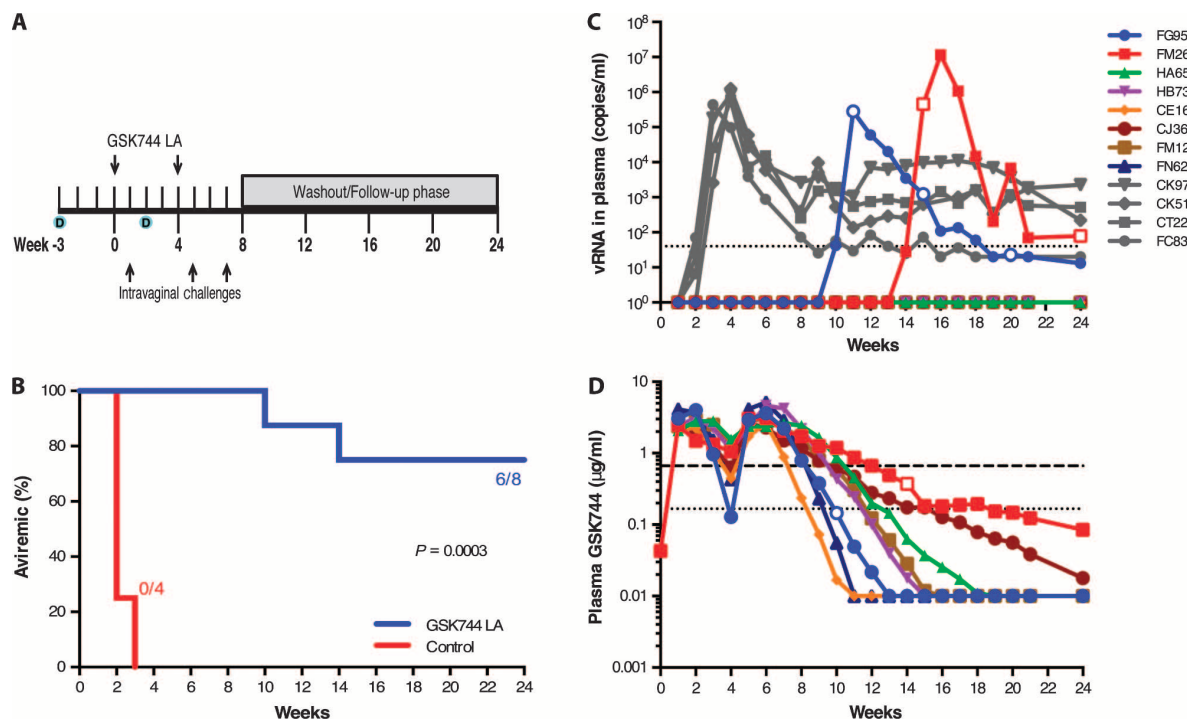 A
GSK744 LA
Washout/Follow-up phase
D
D
Week -3
0
4
8
12
16
20
24
Intravaginal challenges
B
Aviremic (%)
100
80
60
40
20
0
0/4
6/8
P = 0.0003
GSK744 LA
Control
0 2 4 6 8 10 12 14 16 18 20 22 24
Weeks
C
vRNA in plasma (copies/ml)
10⁸
10⁷
10⁶
10⁵
10⁴
10³
10²
10¹
10⁰
0 2 4 6 8 10 12 14 16 18 20 22 24
Weeks
FG95
FM26
HA65
HB73
CE16
CJ36
FM12
FN62
CK97
CK51
CT22
FC83
D
Plasma GSK744 (µg/ml)
10
1
0.1
0.01
0.001
0 2 4 6 8 10 12 14 16 18 20 22 24
Weeks